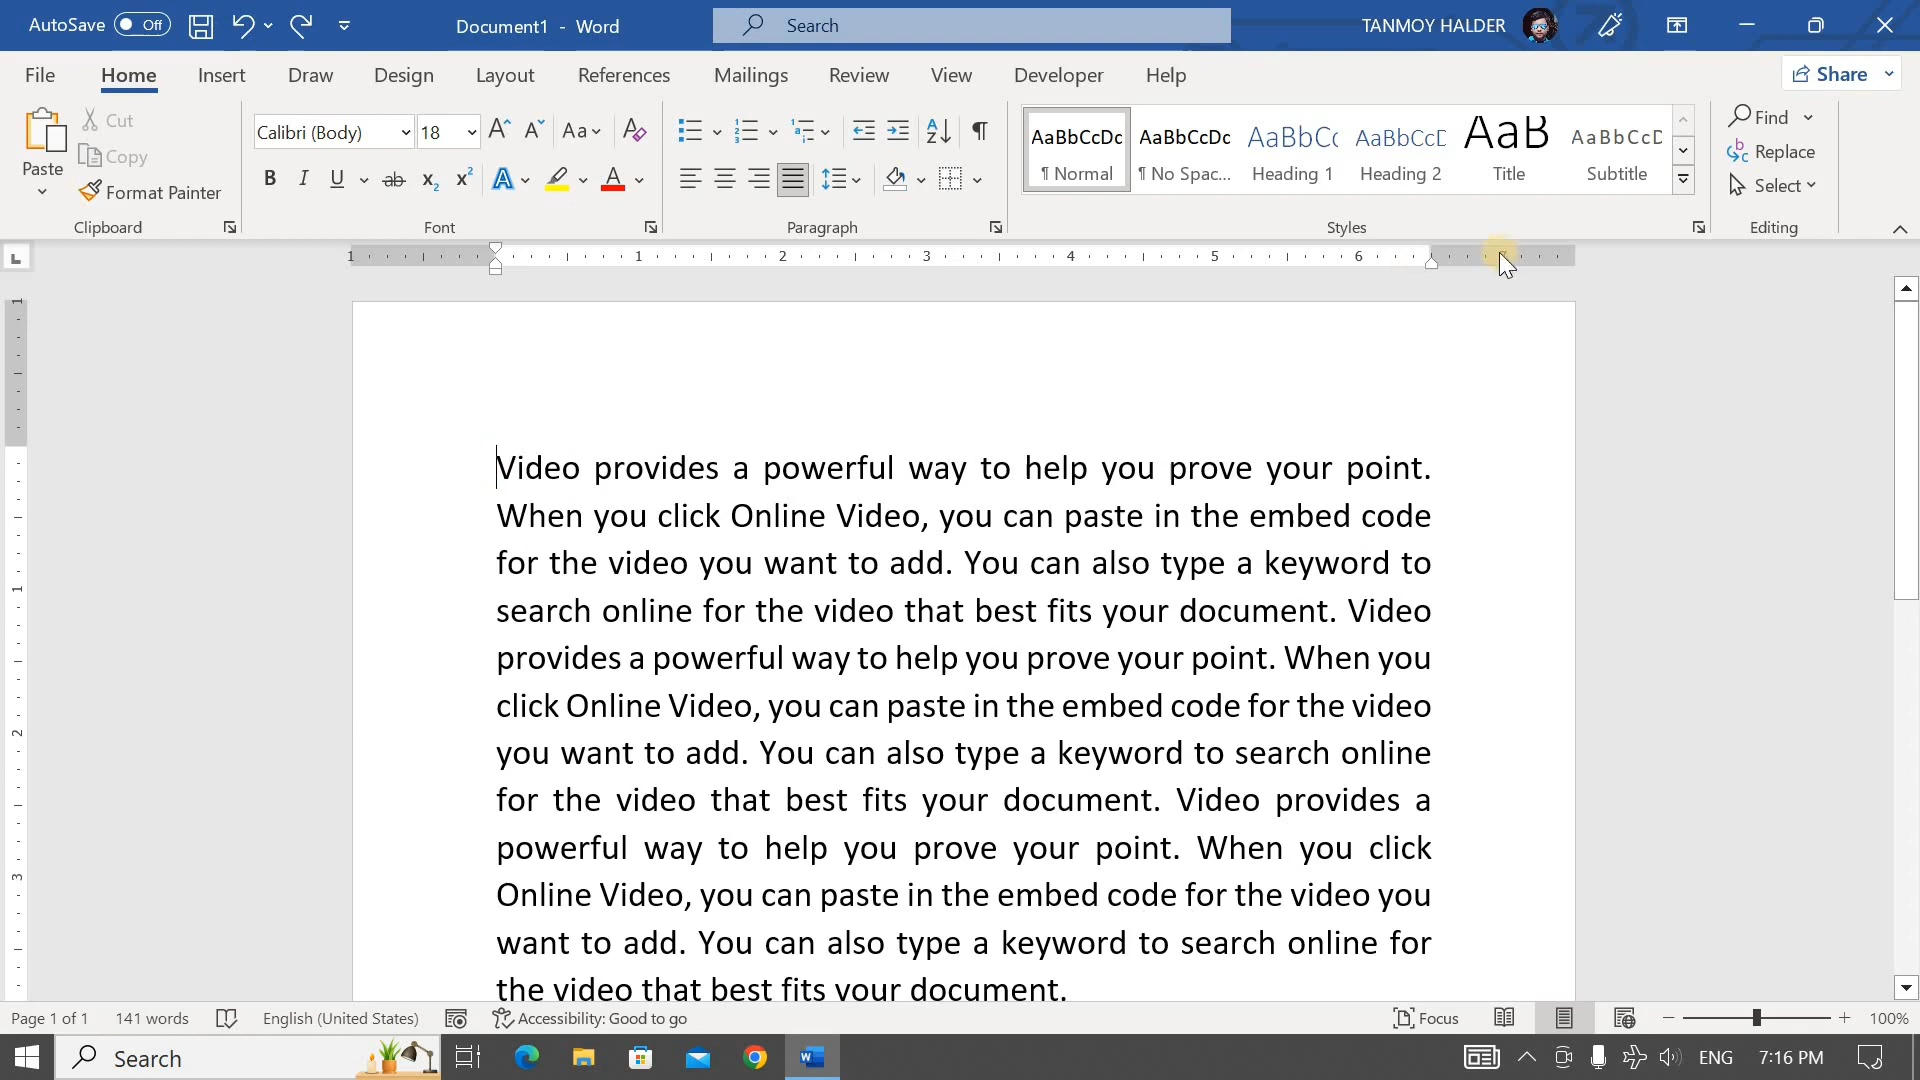 AutoSave Off Document1 - Word Search TANMOY HALDER
File Home Insert Draw Design Layout References Mailings Review View Developer Help Share
Paste
Cut
Copy
Format Painter
Clipboard
Calibri (Body) 18
Font
Paragraph
AaBbCcDc AaBbCcDc AaBbCc AaBbCcD AaB AaBbCcD
¶ Normal ¶ No Spac... Heading 1 Heading 2 Title Subtitle
Styles
Find
Replace
Select
Editing
1 1 2 3 4 5 6 7
Video provides a powerful way to help you prove your point.
When you click Online Video, you can paste in the embed code
for the video you want to add. You can also type a keyword to
search online for the video that best fits your document. Video
provides a powerful way to help you prove your point. When you
click Online Video, you can paste in the embed code for the video
you want to add. You can also type a keyword to search online
for the video that best fits your document. Video provides a
powerful way to help you prove your point. When you click
Online Video, you can paste in the embed code for the video you
want to add. You can also type a keyword to search online for
the video that best fits your document.
Page 1 of 1 141 words English (United States) Accessibility: Good to go Focus 100%
Search ENG 7:16 PM